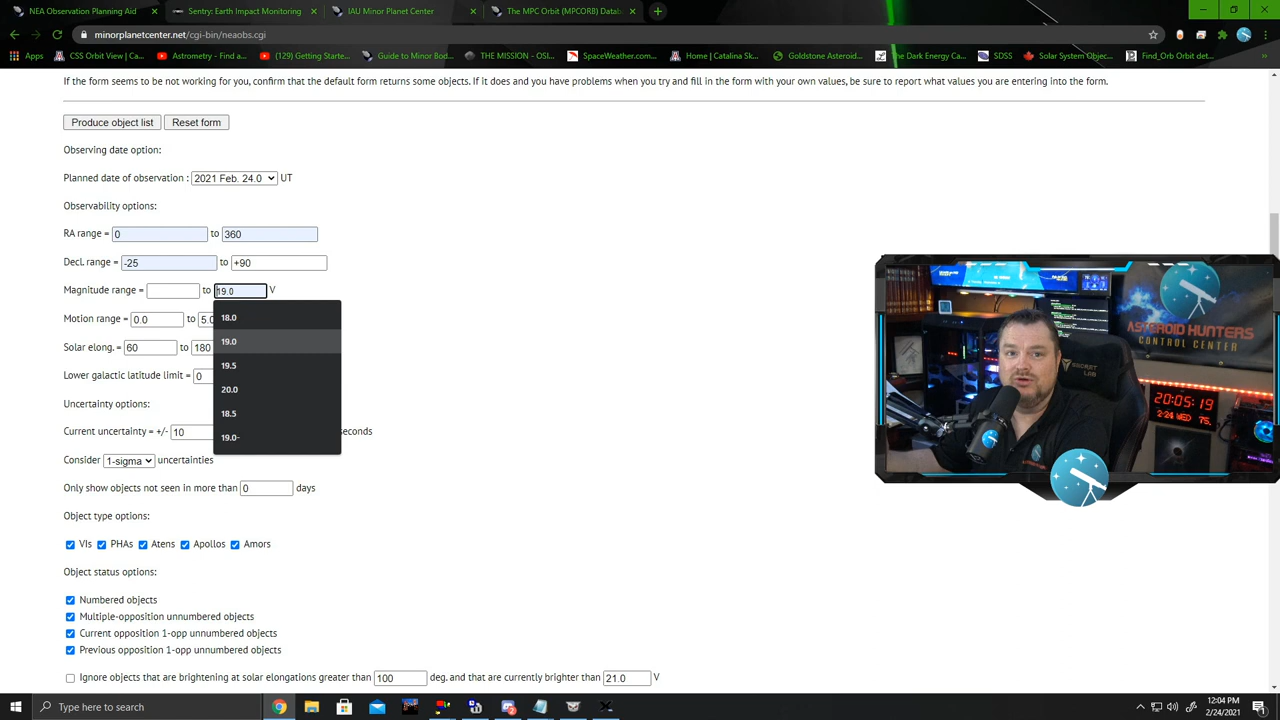 NEA Observation Planning Aid
Sentry: Earth Impact Monitoring
IAU Minor Planet Center
The MPC Orbit (MPCORB) Datab
minorplanetcenter.net/cgi-bin/neaobs.cgi
Apps CSS Orbit View | Ca... Astrometry - Find a... (129) Getting Starte... Guide to Minor Bod... THE MISSION - OSI... SpaceWeather.com... Home | Catalina Sk... Goldstone Asteroid... The Dark Energy Ca... SDSS Solar System Objec... Find_Orb Orbit det...
If the form seems to be not working for you, confirm that the default form returns some objects. If it does and you have problems when you try and fill in the form with your own values, be sure to report what values you are entering into the form.
Produce object list Reset form
Observing date option:
Planned date of observation : 2021 Feb. 24.0 UT
Observability options:
RA range = 0 to 360
Decl. range = -25 to +90
Magnitude range = to 19.0 V
18.0
Motion range = 0.0 to 5.0
19.0
Solar elong. = 60 to 180
19.5
Lower galactic latitude limit = 0
20.0
Uncertainty options:
18.5
Current uncertainty = +/- 10 seconds
19.0-
Consider 1-sigma uncertainties
Only show objects not seen in more than 0 days
Object type options:
VIs PHAs Atens Apollos Amors
Object status options:
Numbered objects
Multiple-opposition unnumbered objects
Current opposition 1-opp unnumbered objects
Previous opposition 1-opp unnumbered objects
Ignore objects that are brightening at solar elongations greater than 100 deg. and that are currently brighter than 21.0 V
ASTEROID HUNTERS
CONTROL CENTER
SECRET
LAB
20:05:19
2-24 WED 75.
Type here to search
12:04 PM
2/24/2021